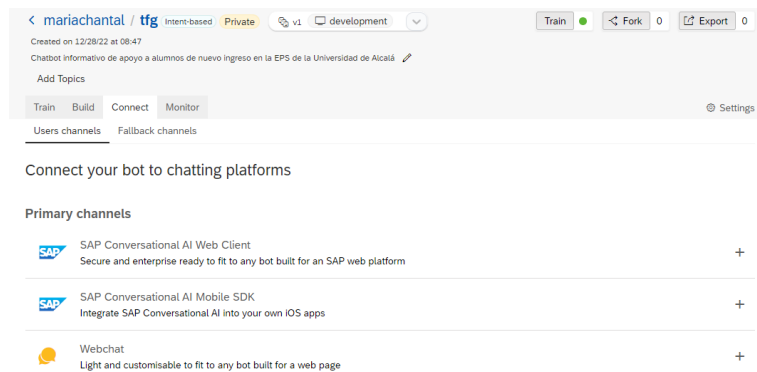 mariachantal / tfg Intent-based Private v1 development Train Fork 0 Export 0
Created on 12/28/22 at 08:47
Chatbot informativo de apoyo a alumnos de nuevo ingreso en la EPS de la Universidad de Alcalá
Add Topics
Train Build Connect Monitor Settings
Users channels Fallback channels
Connect your bot to chatting platforms
Primary channels
SAP SAP Conversational AI Web Client
Secure and enterprise ready to fit to any bot built for an SAP web platform
SAP SAP Conversational AI Mobile SDK
Integrate SAP Conversational AI into your own iOS apps
Webchat
Light and customisable to fit to any bot built for a web page